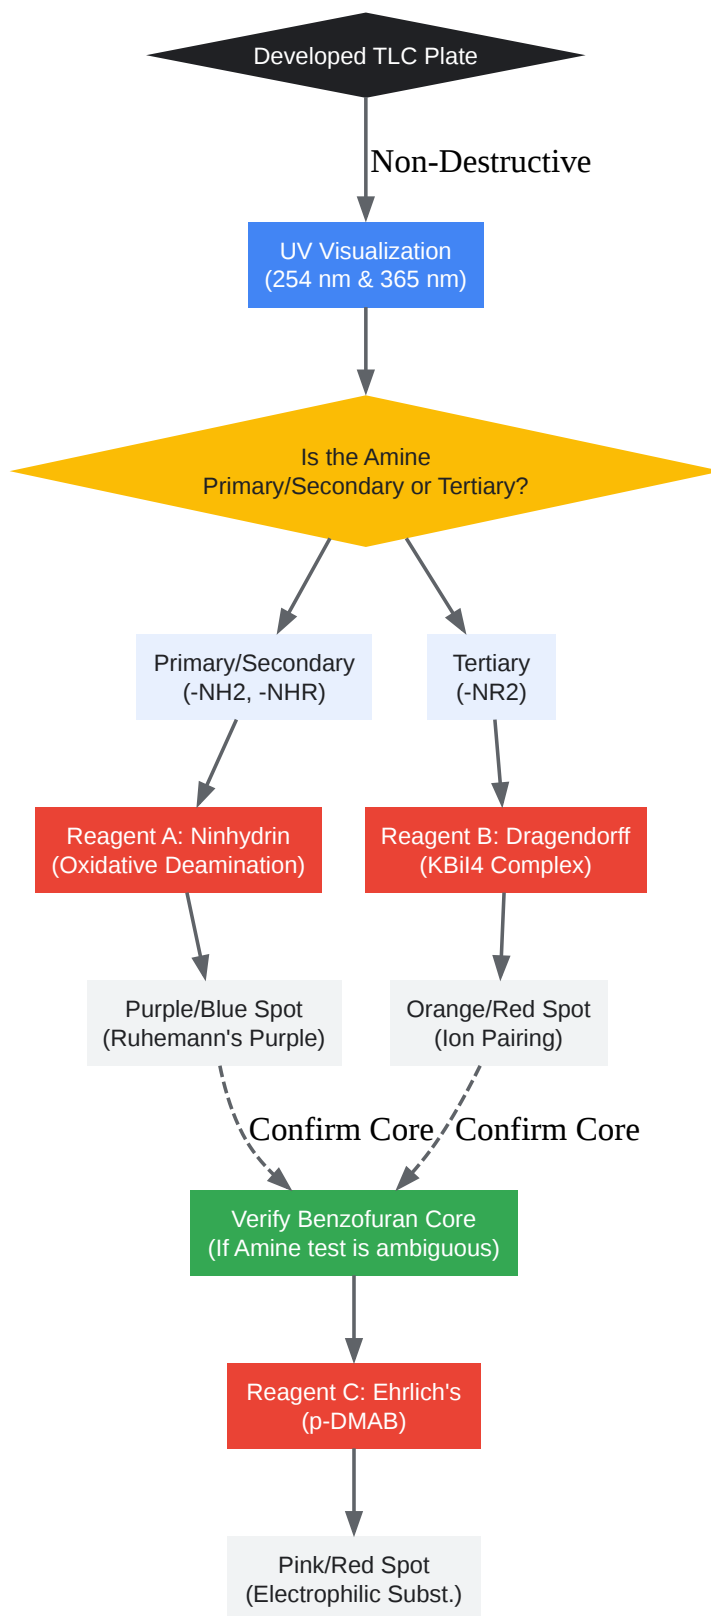 Developed TLC Plate
Non-Destructive
UV Visualization
(254 nm & 365 nm)
Is the Amine
Primary/Secondary or Tertiary?
Primary/Secondary
(-NH2, -NHR)
Tertiary
(-NR2)
Reagent A: Ninhydrin
(Oxidative Deamination)
Reagent B: Dragendorff
(KBiI4 Complex)
Purple/Blue Spot
(Ruhemann's Purple)
Orange/Red Spot
(Ion Pairing)
Confirm Core
Confirm Core
Verify Benzofuran Core
(If Amine test is ambiguous)
Reagent C: Ehrlich's
(p-DMAB)
Pink/Red Spot
(Electrophilic Subst.)